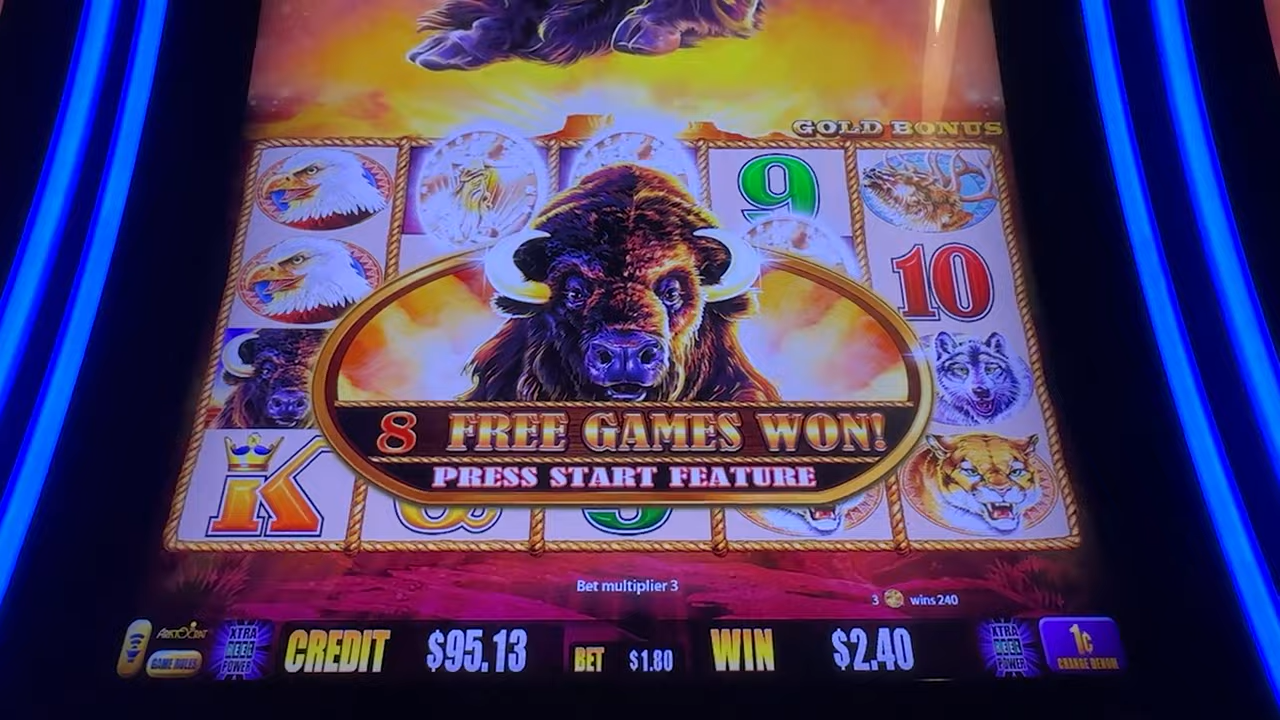 GOLD BONUS
9
10
K
8 FREE GAMES WON!
PRESS START FEATURE
Bet multiplier 3
3 wins 240
ARISTOCRAT
GAME RULES
XTRA REEL POWER
CREDIT $95.13
BET $1.80
WIN $2.40
XTRA REEL POWER
1¢
CHANGE DENOM